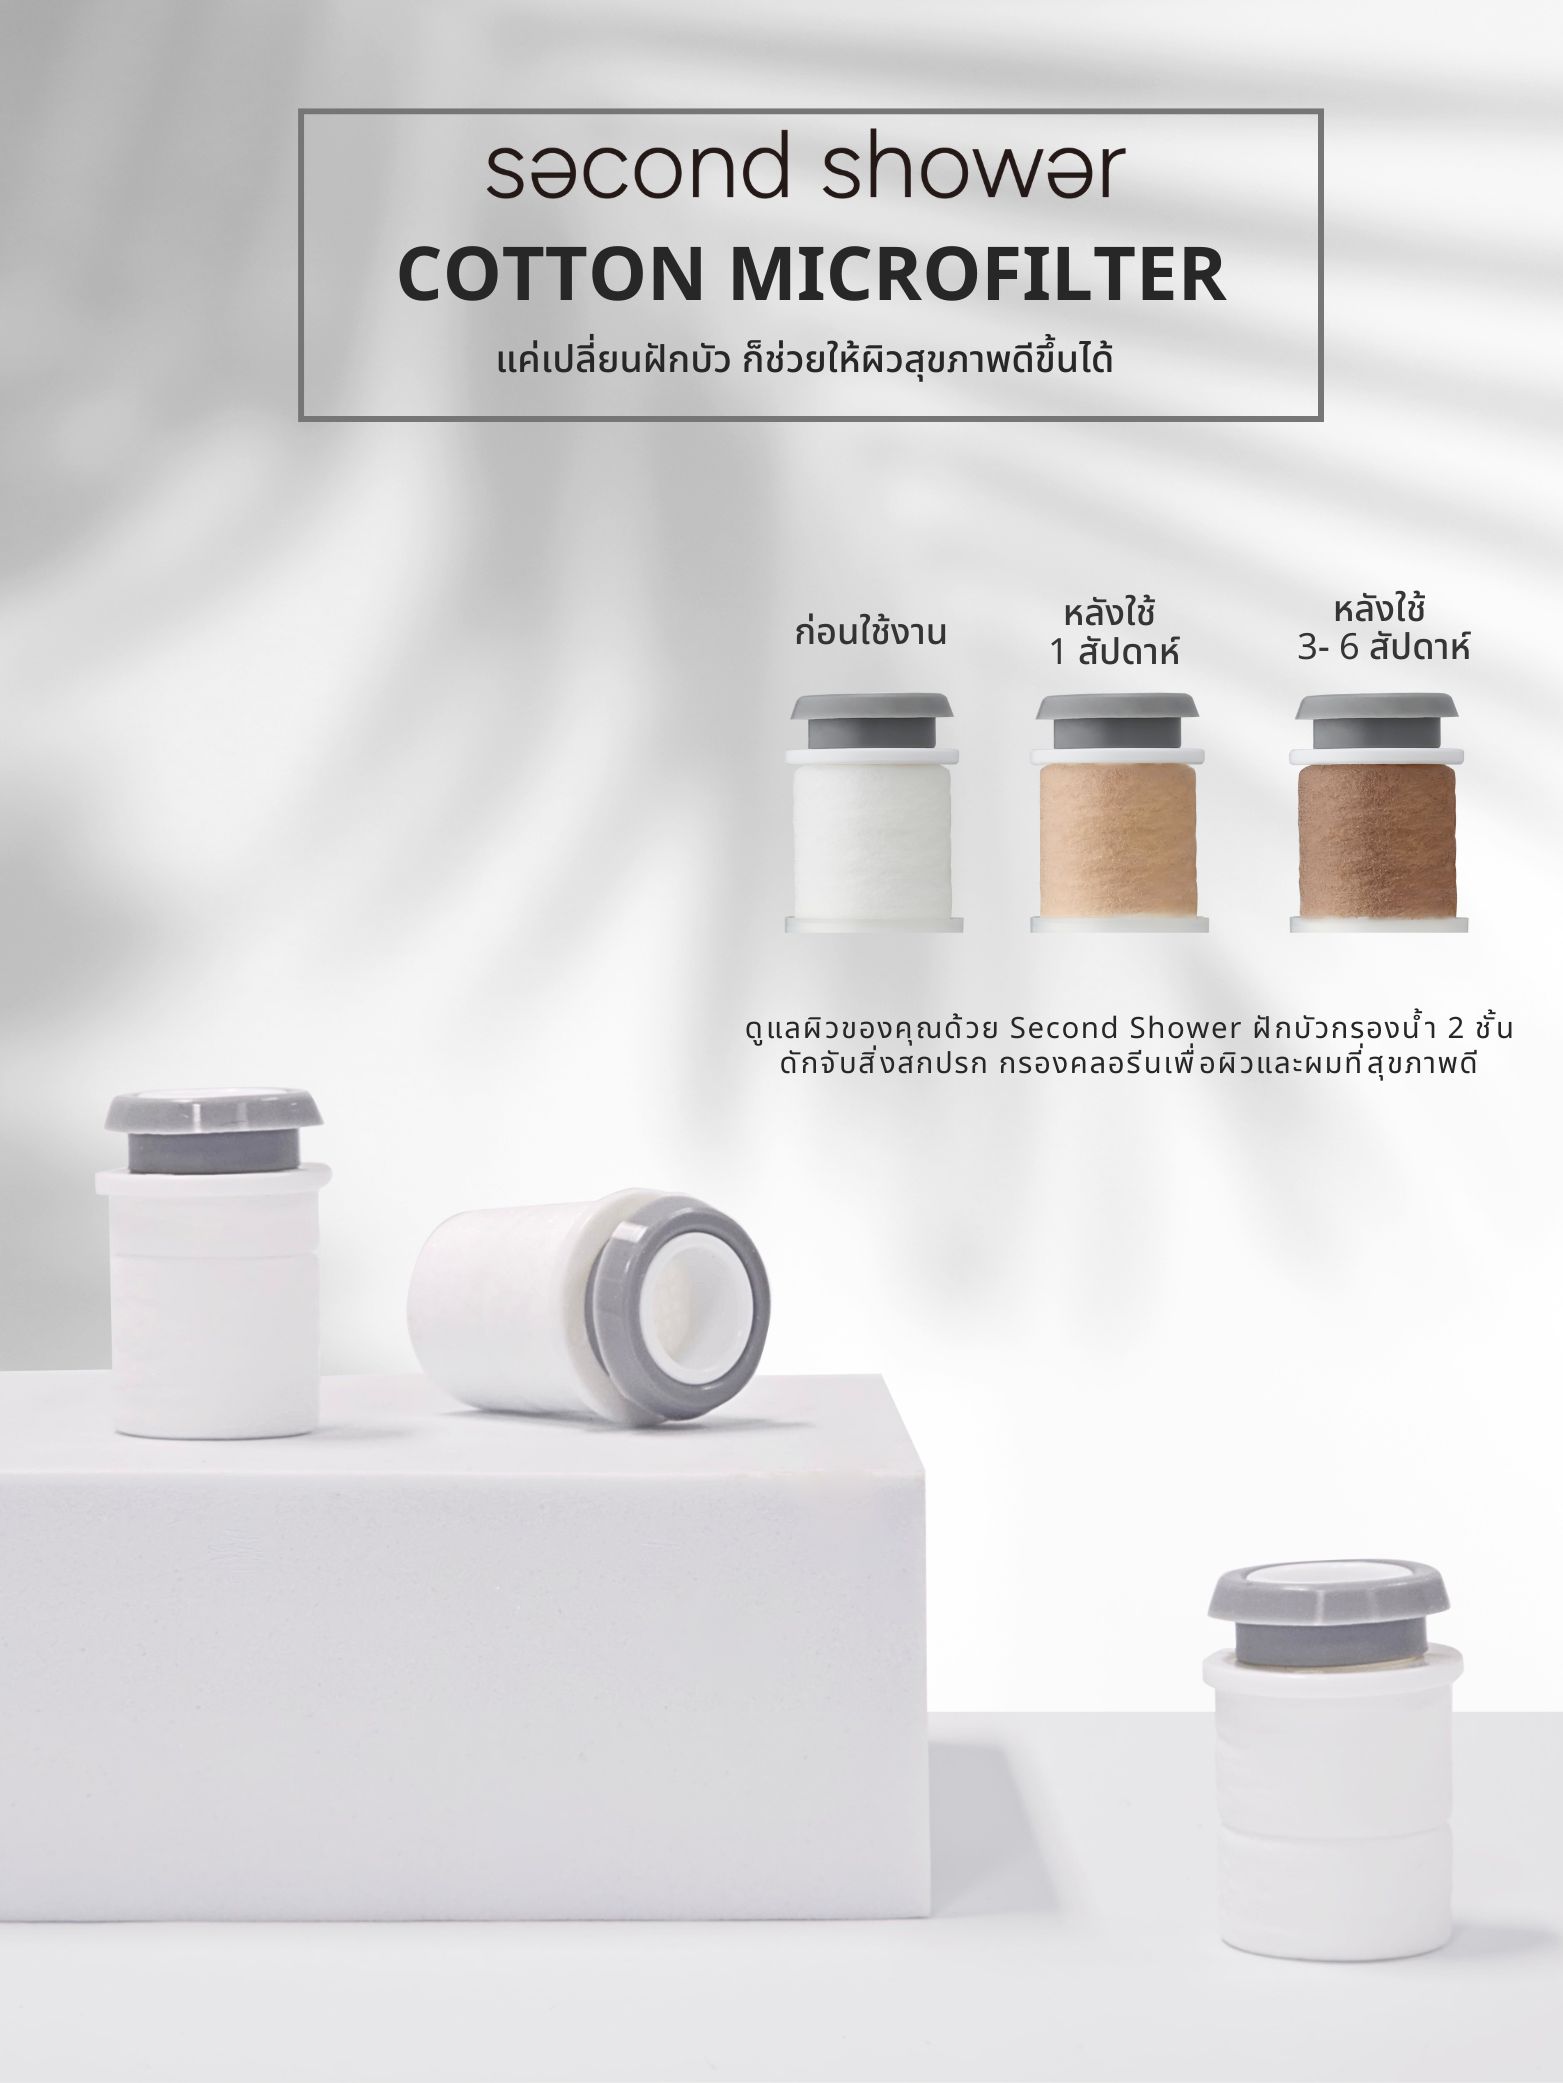 second shower
COTTON MICROFILTER
แค่เปลี่ยนฝักบัว ก็ช่วยให้ผิวสุขภาพดีขึ้นได้
ก่อนใช้งาน
หลังใช้
1 สัปดาห์
หลังใช้
3- 6 สัปดาห์
ดูแลผิวของคุณด้วย Second Shower ฝักบัวกรองน้ำ 2 ชั้น
ดักจับสิ่งสกปรก กรองคลอรีนเพื่อผิวและผมที่สุขภาพดี